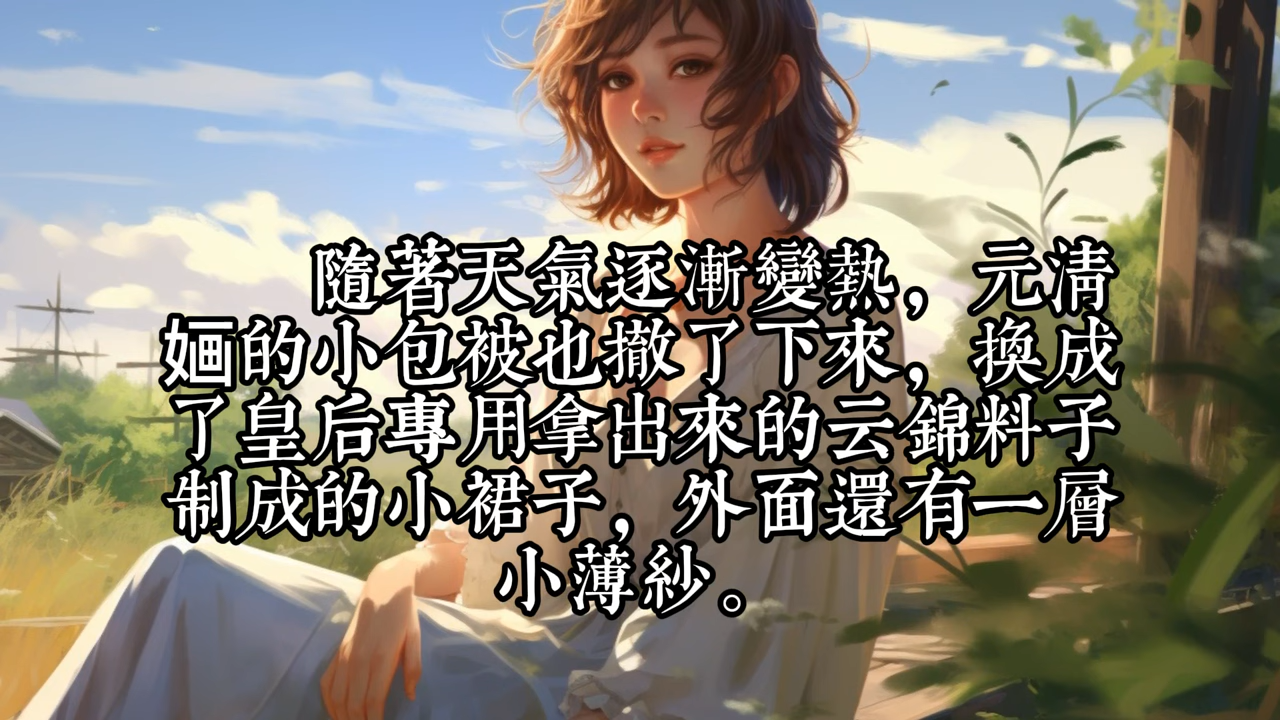 隨著天氣逐漸變熱，元清
婳的小包被也撤了下來，換成
了皇后專用拿出來的云錦料子
制成的小裙子，外面還有一層
小薄紗。